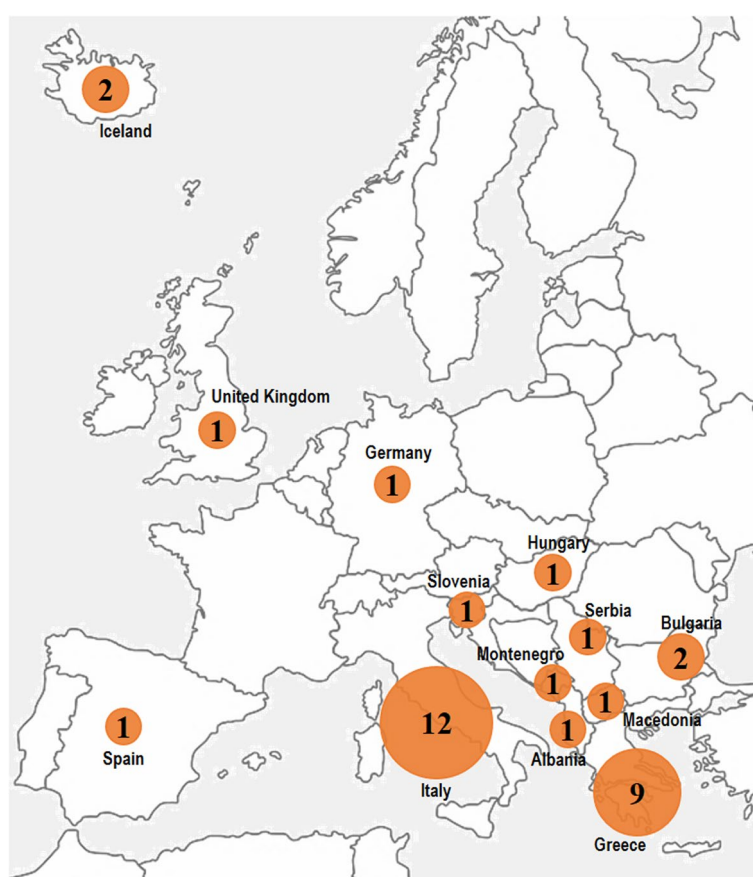 2
Iceland
United Kingdom
1
Germany
1
Hungary
1
Slovenia
1
Serbia
1
Bulgaria
2
Montenegro
1
1
Macedonia
1
Albania
1
Spain
12
Italy
9
Greece